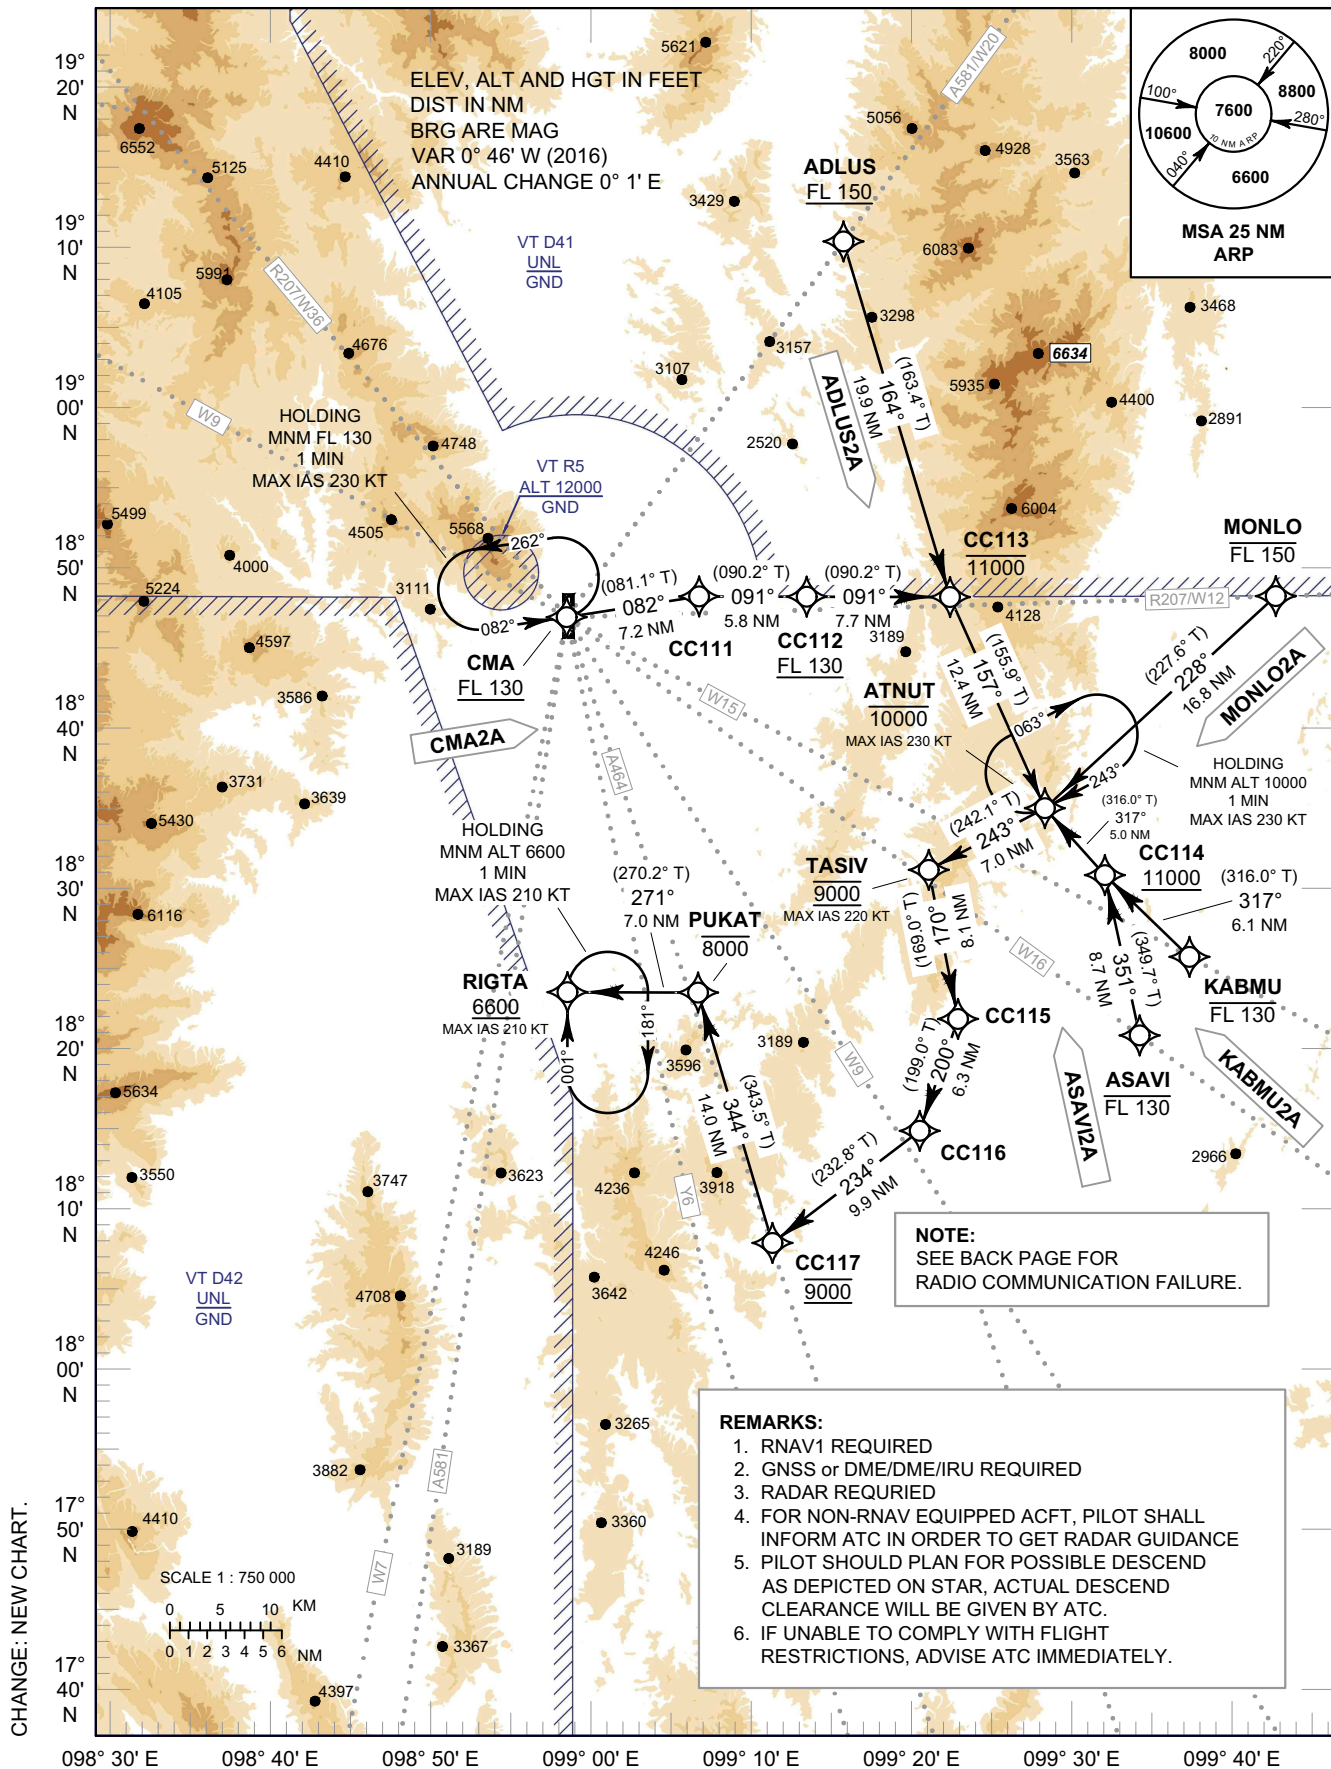 ELEV, ALT AND HGT IN FEET
DIST IN NM
BRG ARE MAG
VAR 0° 46' W (2016)
ANNUAL CHANGE 0° 1' E
8000
8800
7600
10600
6600
220°
100°
280°
040°
10 NM ARP
MSA 25 NM
ARP
19°
20'
N
19°
10'
N
19°
00'
N
18°
50'
N
18°
40'
N
18°
30'
N
18°
20'
N
18°
10'
N
18°
00'
N
17°
50'
N
17°
40'
N
5621
A581/W20
6552
5125
4410
5056
4928
3563
3429
ADLUS
FL 150
VT D41
UNL
GND
5991
4105
6083
3468
R207/W36
3298
4676
3157
6634
3107
5935
4400
2891
ADLUS2A
(163.4° T)
164°
19.9 NM
W9
HOLDING
MNM FL 130
1 MIN
MAX IAS 230 KT
4748
2520
VT R5
ALT 12000
GND
5499
4505
5568
6004
262°
4000
CC113
11000
MONLO
FL 150
5224
3111
(081.1° T)
082°
7.2 NM
(090.2° T)
091°
5.8 NM
(090.2° T)
091°
7.7 NM
R207/W12
4128
082°
CMA
FL 130
CC111
CC112
FL 130
3189
4597
3586
ATNUT
10000
MAX IAS 230 KT
(155.9° T)
157°
12.4 NM
(227.6° T)
228°
16.8 NM
MONLO2A
W15
CMA2A
063°
243°
HOLDING
MNM ALT 10000
1 MIN
MAX IAS 230 KT
A464
3731
3639
5430
(316.0° T)
317°
5.0 NM
(242.1° T)
243°
7.0 NM
HOLDING
MNM ALT 6600
1 MIN
MAX IAS 210 KT
TASIV
9000
MAX IAS 220 KT
CC114
11000
(316.0° T)
317°
6.1 NM
(270.2° T)
271°
7.0 NM
6116
PUKAT
8000
8.1 NM
170°
(169.0° T)
W16
(349.7° T)
351°
8.7 NM
KABMU
FL 130
RIGTA
6600
MAX IAS 210 KT
CC115
181°
001°
3596
3189
W9
(199.0° T)
200°
6.3 NM
ASAVI
FL 130
ASAVI2A
KABMU2A
5634
(343.5° T)
344°
14.0 NM
CC116
(232.8° T)
234°
9.9 NM
2966
3550
3747
3623
4236
3918
Y6
VT D42
UNL
GND
4246
3642
CC117
9000
4708
NOTE:
SEE BACK PAGE FOR
RADIO COMMUNICATION FAILURE.
3265
3882
A581
4410
3360
3189
W7
3367
4397
REMARKS:
1. RNAV1 REQUIRED
2. GNSS or DME/DME/IRU REQUIRED
3. RADAR REQURIED
4. FOR NON-RNAV EQUIPPED ACFT, PILOT SHALL
INFORM ATC IN ORDER TO GET RADAR GUIDANCE
5. PILOT SHOULD PLAN FOR POSSIBLE DESCEND
AS DEPICTED ON STAR, ACTUAL DESCEND
CLEARANCE WILL BE GIVEN BY ATC.
6. IF UNABLE TO COMPLY WITH FLIGHT
RESTRICTIONS, ADVISE ATC IMMEDIATELY.
SCALE 1 : 750 000
0 5 10 KM
0 1 2 3 4 5 6 NM
CHANGE: NEW CHART.
098° 30' E 098° 40' E 098° 50' E 099° 00' E 099° 10' E 099° 20' E 099° 30' E 099° 40' E